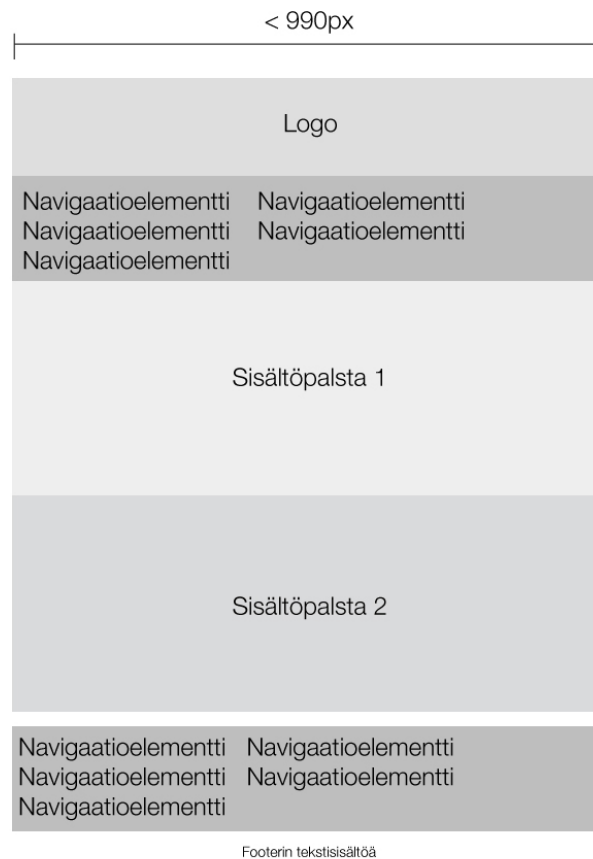 < 990px
Logo
Navigaatioelementti Navigaatioelementti
Navigaatioelementti Navigaatioelementti
Navigaatioelementti
Sisältöpalsta 1
Sisältöpalsta 2
Navigaatioelementti Navigaatioelementti
Navigaatioelementti Navigaatioelementti
Navigaatioelementti
Footerin tekstisisältöä